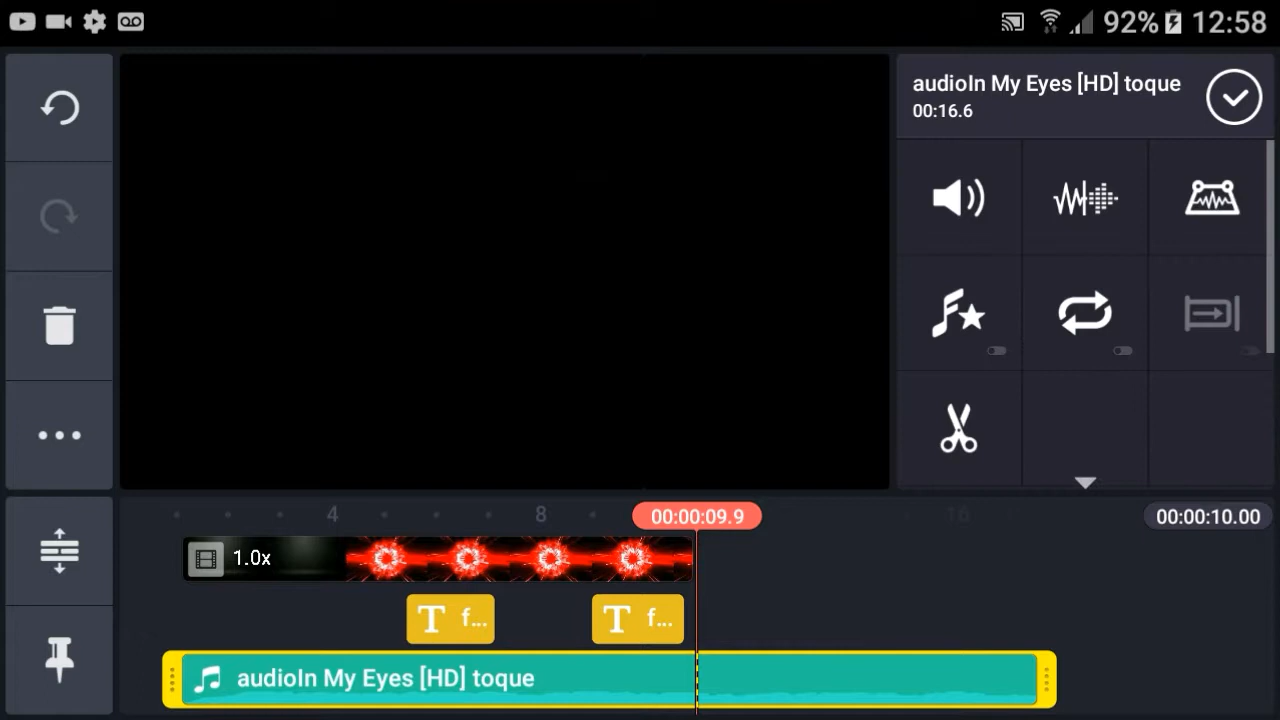 92% 12:58
audioIn My Eyes [HD] toque
00:16.6
4 8 16
00:00:09.9
00:00:10.00
1.0x
T f... T f...
audioIn My Eyes [HD] toque